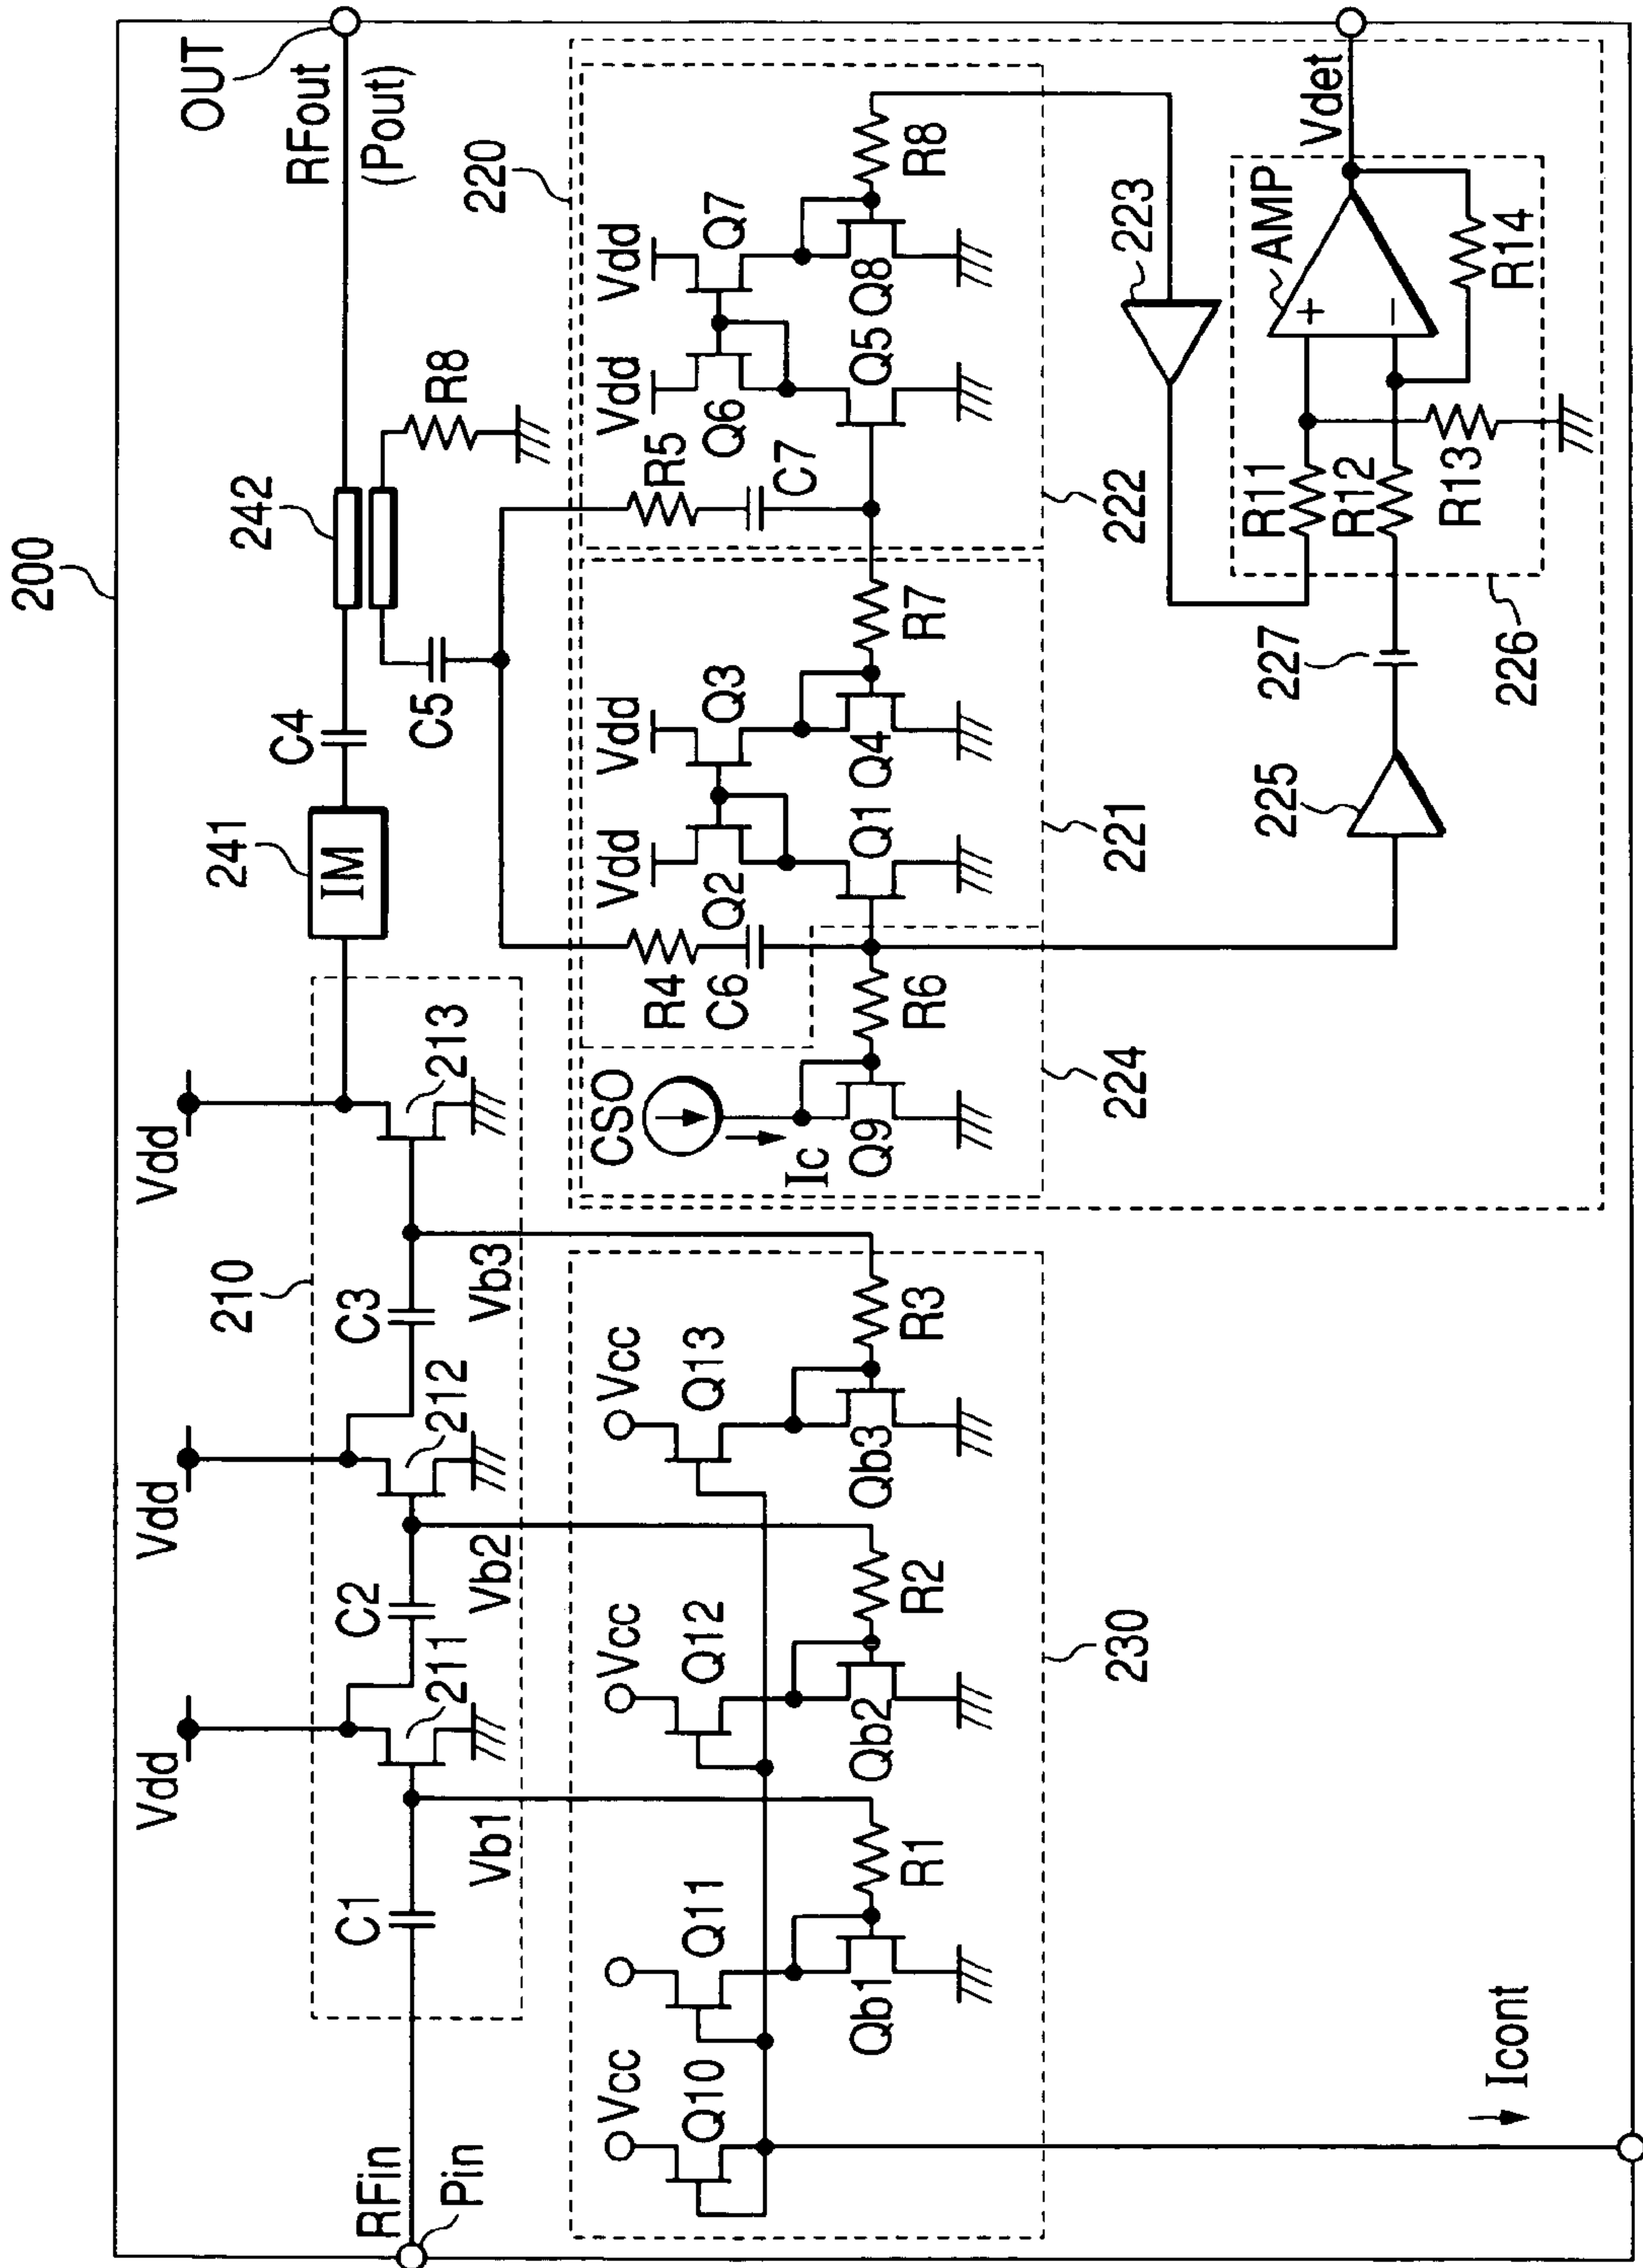 200
OUT
RFout
(Pout)
242
R8
C4
C5
241
IM
Vdd
Vdd
Vdd
213
212
211
210
C3
C2
C1
Vb3
Vb2
Vb1
RFin
Pin
220
Vdd
Q7
Vdd
Q6
R5
C7
Q8
Q5
R8
222
223
Vdd
Q3
Vdd
Q2
R4
C6
Q4
Q1
R7
221
CSO
Ic
Q9
R6
224
225
227
226
R11
R12
R13
R14
AMP
+
−
Vdet
Vcc
Q13
Qb3
R3
Vcc
Q12
Qb2
R2
Q11
Qb1
R1
Vcc
Q10
230
Icont